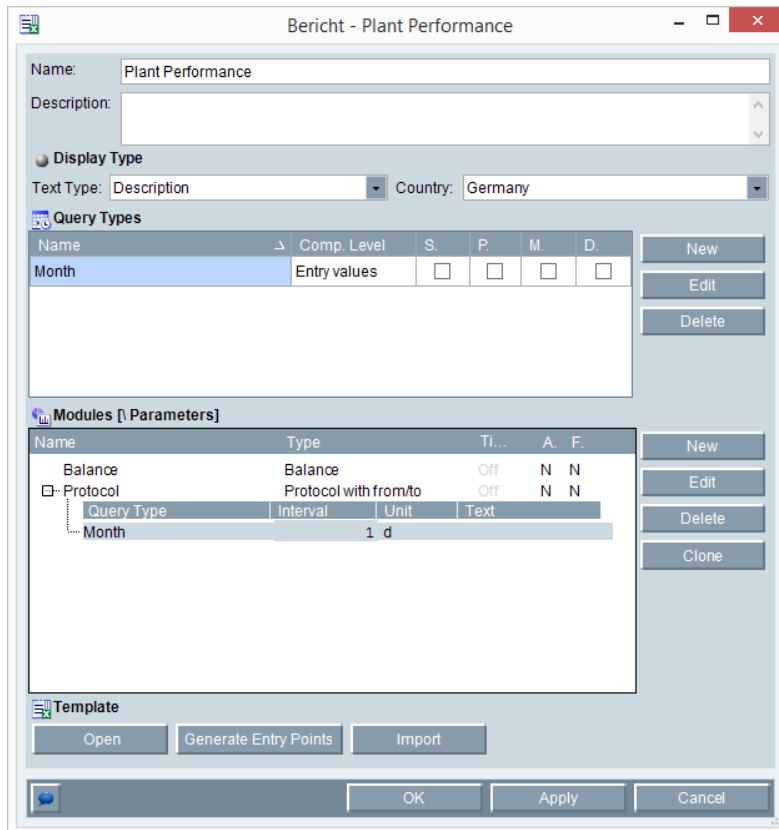 Bericht - Plant Performance
Name: Plant Performance
Description:
Display Type
Text Type: Description Country: Germany
Query Types
Name Comp. Level S. P. M. D. New
Month Entry values
Edit
Delete
Modules [\ Parameters]
Name Type Ti... A. F. New
Balance Balance Off N N
Protocol Protocol with from/to Off N N Edit
Query Type Interval Unit Text Delete
Month 1 d
Clone
Template
Open Generate Entry Points Import
OK Apply Cancel